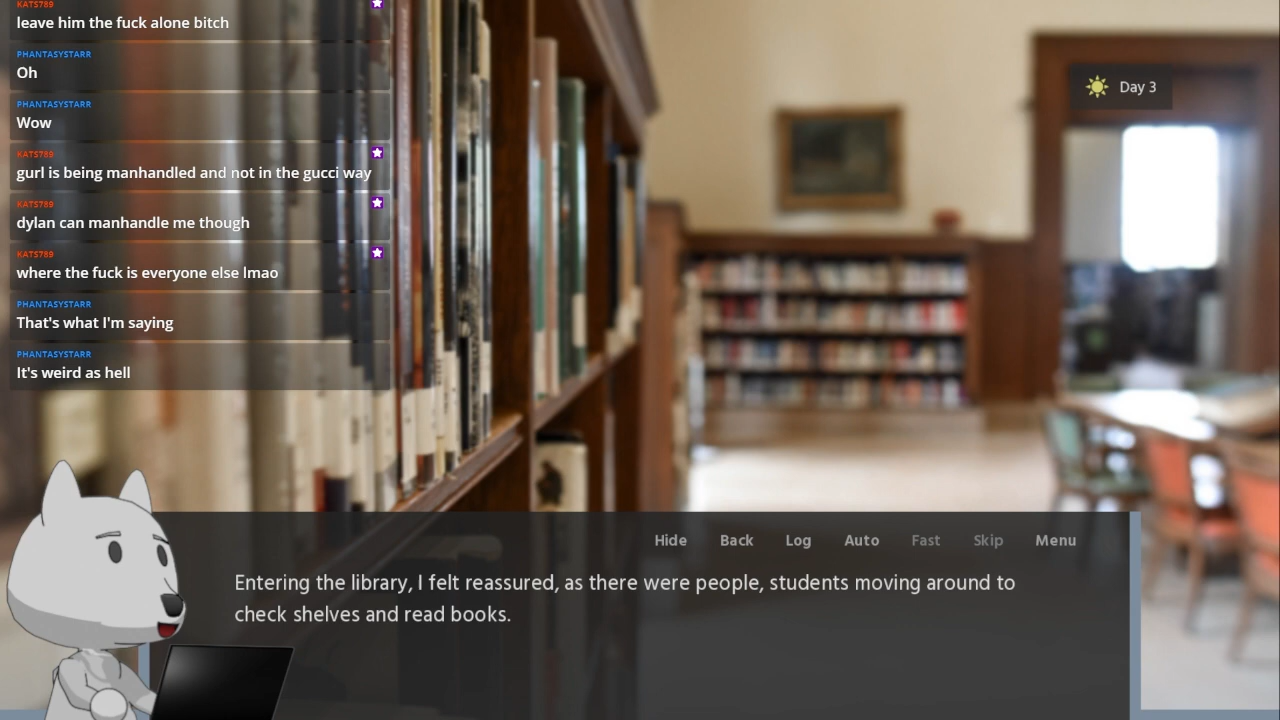 KATS789
leave him the fuck alone bitch
PHANTASYSTARR
Oh
PHANTASYSTARR
Wow
KATS789
gurl is being manhandled and not in the gucci way
KATS789
dylan can manhandle me though
KATS789
where the fuck is everyone else lmao
PHANTASYSTARR
That's what I'm saying
PHANTASYSTARR
It's weird as hell
Day 3
Hide Back Log Auto Fast Skip Menu
Entering the library, I felt reassured, as there were people, students moving around to
check shelves and read books.